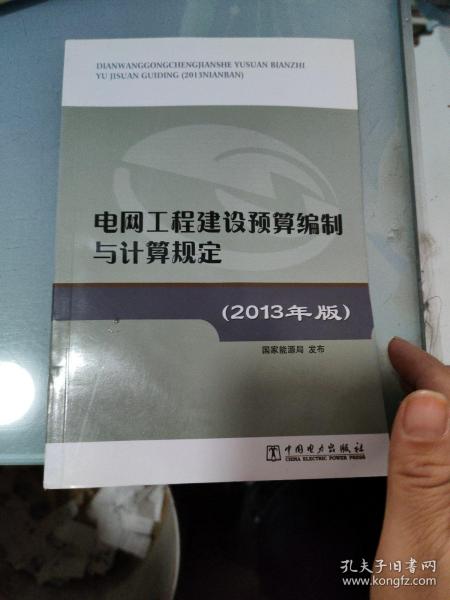 DIANWANGGONGCHENGJIANSHE YUSUAN BIANZHI
YU JISUAN GUIDING (2013NIANBAN)
电网工程建设预算编制
与计算规定
(2013年版)
国家能源局 发布
中国电力出版社
CHINA ELECTRIC POWER PRESS
孔夫子旧书网
www.kongfz.com